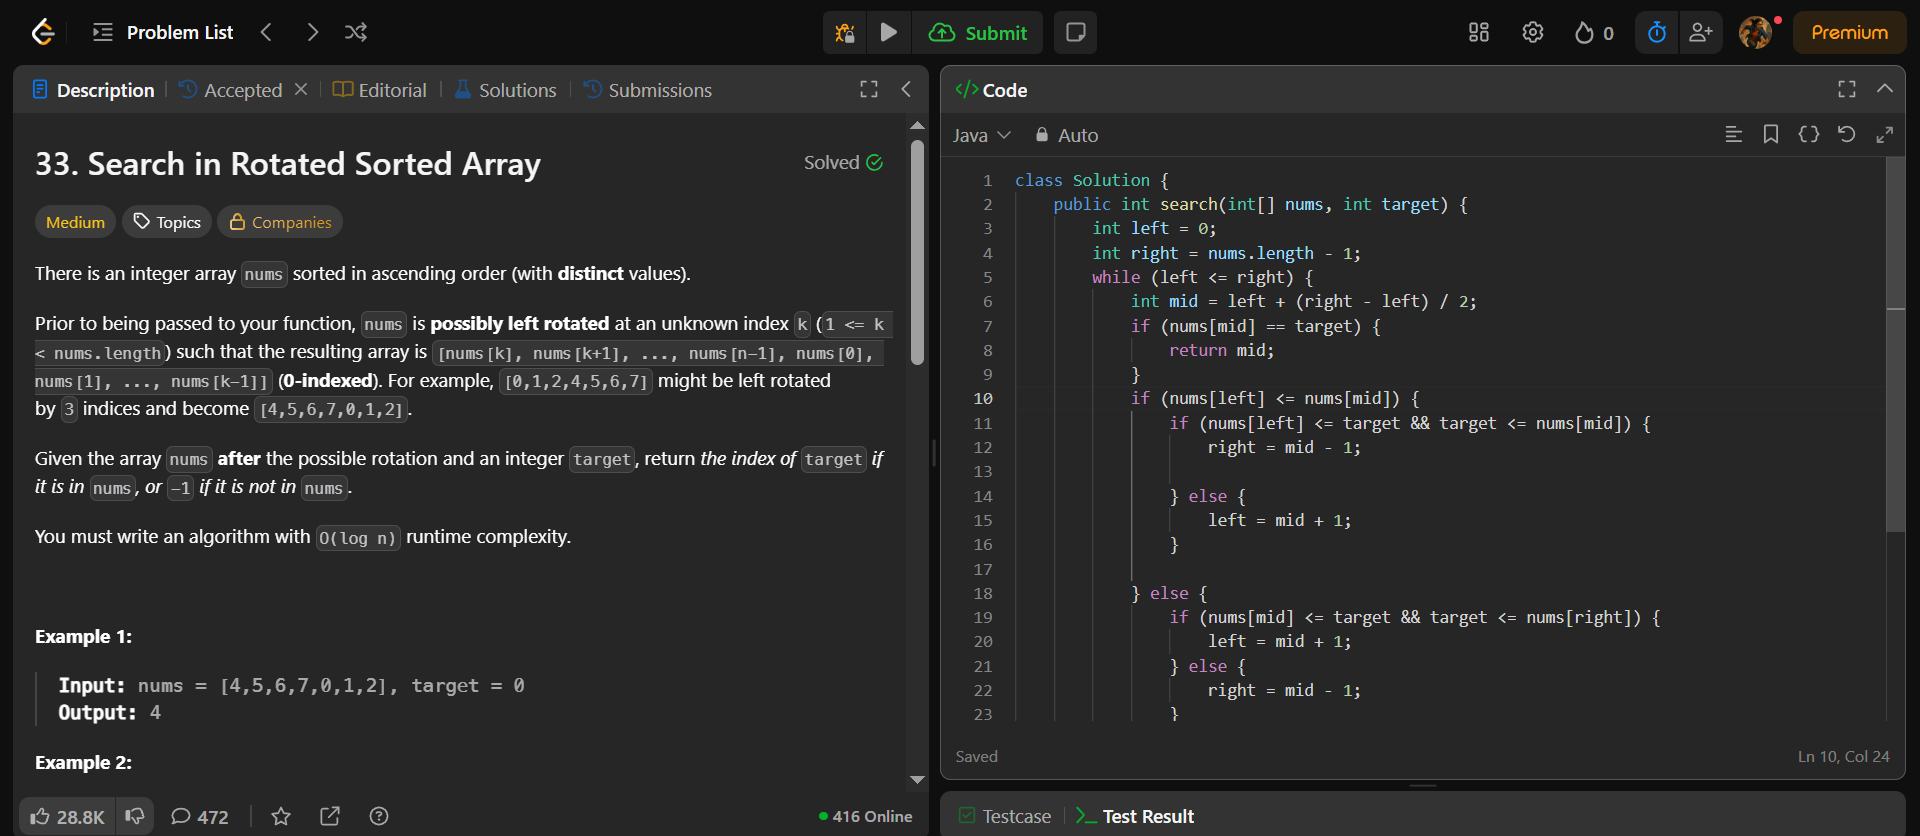 Problem List
Submit
0
Premium
Description
Accepted
Editorial
Solutions
Submissions
33. Search in Rotated Sorted Array
Solved
Medium
Topics
Companies
There is an integer array nums sorted in ascending order (with distinct values).
Prior to being passed to your function, nums is possibly left rotated at an unknown index k (1 <= k
< nums.length) such that the resulting array is [nums[k], nums[k+1], ..., nums[n-1], nums[0],
nums[1], ..., nums[k-1]] (0-indexed). For example, [0,1,2,4,5,6,7] might be left rotated
by 3 indices and become [4,5,6,7,0,1,2].
Given the array nums after the possible rotation and an integer target, return the index of target if
it is in nums, or -1 if it is not in nums.
You must write an algorithm with O(log n) runtime complexity.
Example 1:
Input: nums = [4,5,6,7,0,1,2], target = 0
Output: 4
Example 2:
28.8K
472
416 Online
</> Code
Java
Auto
1 class Solution {
2     public int search(int[] nums, int target) {
3         int left = 0;
4         int right = nums.length - 1;
5         while (left <= right) {
6             int mid = left + (right - left) / 2;
7             if (nums[mid] == target) {
8                 return mid;
9             }
10             if (nums[left] <= nums[mid]) {
11                 if (nums[left] <= target && target <= nums[mid]) {
12                     right = mid - 1;
13
14                 } else {
15                     left = mid + 1;
16                 }
17
18             } else {
19                 if (nums[mid] <= target && target <= nums[right]) {
20                     left = mid + 1;
21                 } else {
22                     right = mid - 1;
23                 }
Saved
Ln 10, Col 24
Testcase
Test Result